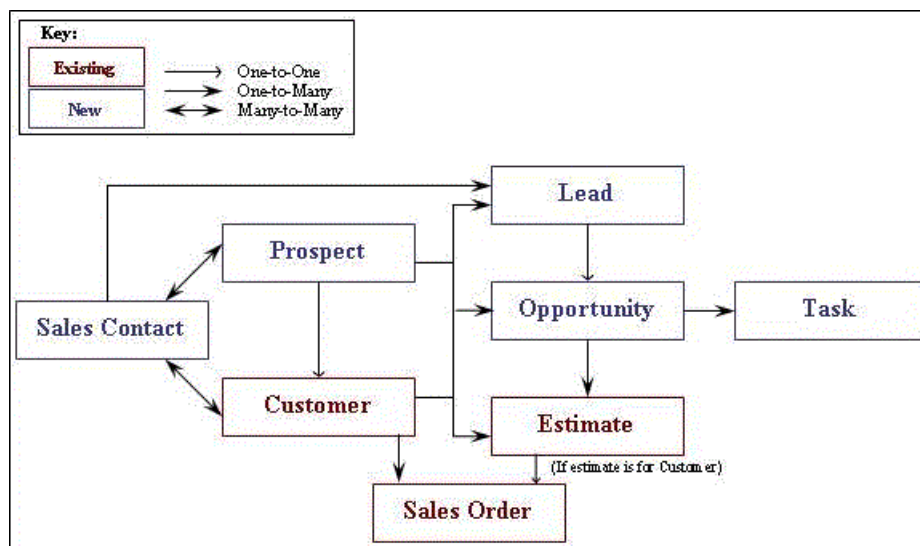 Key:
Existing
New
One-to-One
One-to-Many
Many-to-Many
Lead
Prospect
Sales Contact
Opportunity
Task
Customer
Estimate
(If estimate is for Customer)
Sales Order